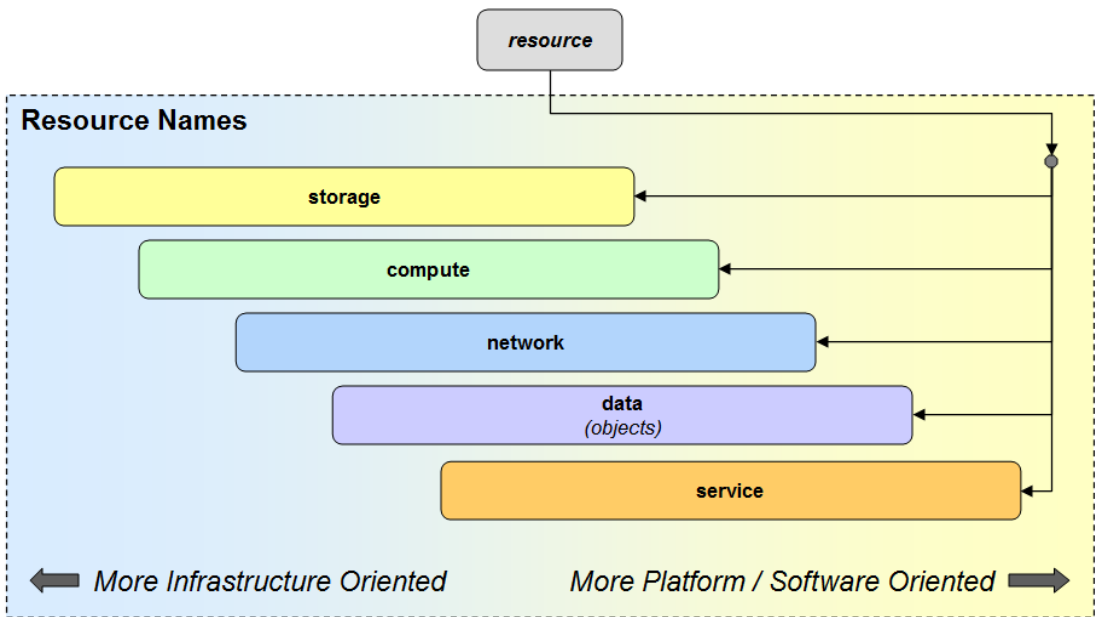 resource
Resource Names
storage
compute
network
data
(objects)
service
More Infrastructure Oriented
More Platform / Software Oriented